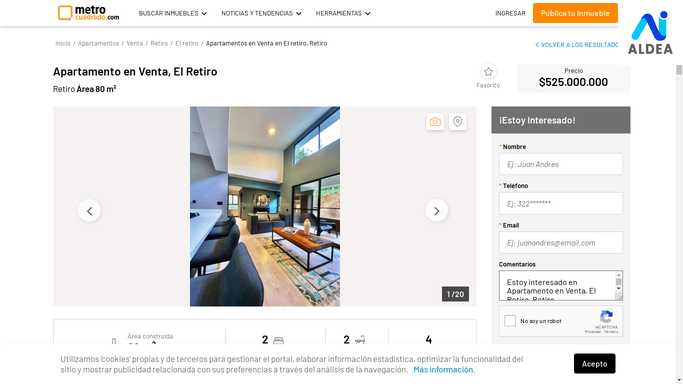 metro
cuadrado.com
BUSCAR INMUEBLES
NOTICIAS Y TENDENCIAS
HERRAMIENTAS
INGRESAR
Publica tu Inmueble
ALDEA
Inicio / Apartamentos / Venta / Retiro / El retiro / Apartamentos en Venta en El retiro, Retiro
< VOLVER A LOS RESULTADO
Apartamento en Venta, El Retiro
Retiro Área 80 m²
Favorito
Precio
$525.000.000
1 / 20
¡Estoy Interesado!
* Nombre
Ej: Juan Andres
* Teléfono
Ej: 322*******
* Email
Ej: juanandres@email.com
Comentarios
Estoy interesado en
Apartamento en Venta, El
Retiro, Retiro
No soy un robot
reCAPTCHA
Privacidad - Términos
Área construida
2
2
4
Utilizamos 'cookies' propias y de terceros para gestionar el portal, elaborar información estadística, optimizar la funcionalidad del
sitio y mostrar publicidad relacionada con sus preferencias a través del análisis de la navegación. Más información.
Acepto